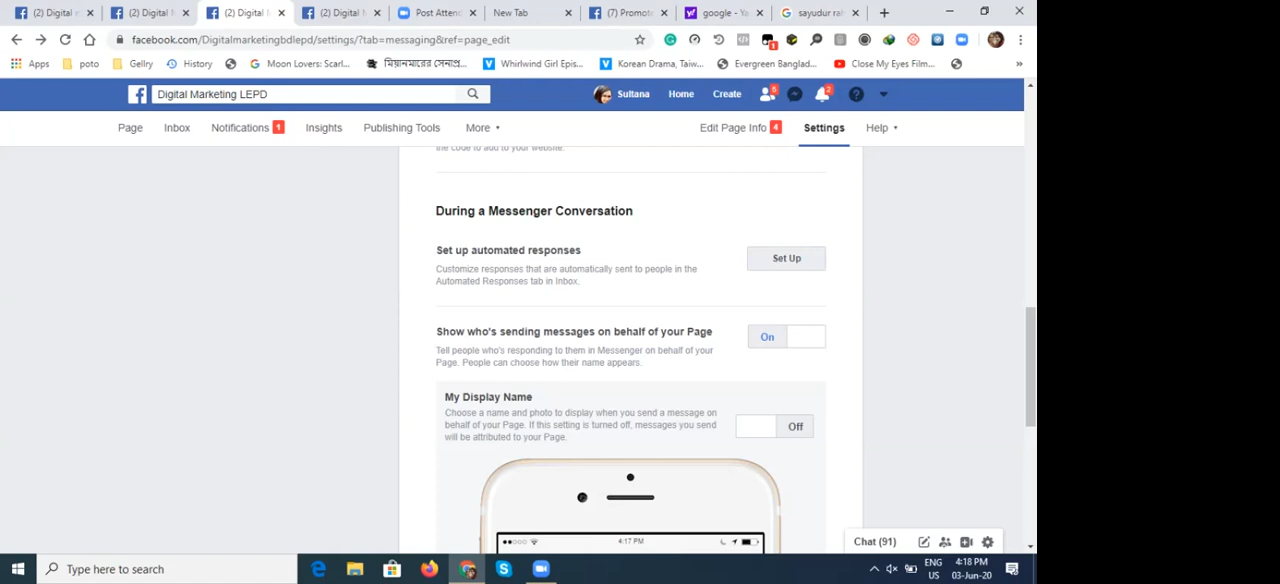 (2) Digital m
(2) Digital M
(2) Digital M
(2) Digital M
Post Attend
New Tab
(7) Promote
google - Ya
sayudur ra
facebook.com/Digitalmarketingbdlepd/settings/?tab=messaging&ref=page_edit
1
Apps
poto
Gellry
History
Moon Lovers: Scarl...
মিয়ানমারের সেনাপ্র...
Whirlwind Girl Epis...
Korean Drama, Taiw...
Evergreen Banglad...
Close My Eyes Film...
»
Digital Marketing LEPD
Sultana
Home
Create
6
2
Page
Inbox
Notifications 1
Insights
Publishing Tools
More
Edit Page Info 4
Settings
Help
the code to add to your website.
During a Messenger Conversation
Set up automated responses
Customize responses that are automatically sent to people in the
Automated Responses tab in Inbox.
Set Up
Show who's sending messages on behalf of your Page
Tell people who's responding to them in Messenger on behalf of your
Page. People can choose how their name appears.
On
My Display Name
Choose a name and photo to display when you send a message on
behalf of your Page. If this setting is turned off, messages you send
will be attributed to your Page.
Off
4:17 PM
Chat (91)
Type here to search
ENG
US
4:18 PM
03-Jun-20